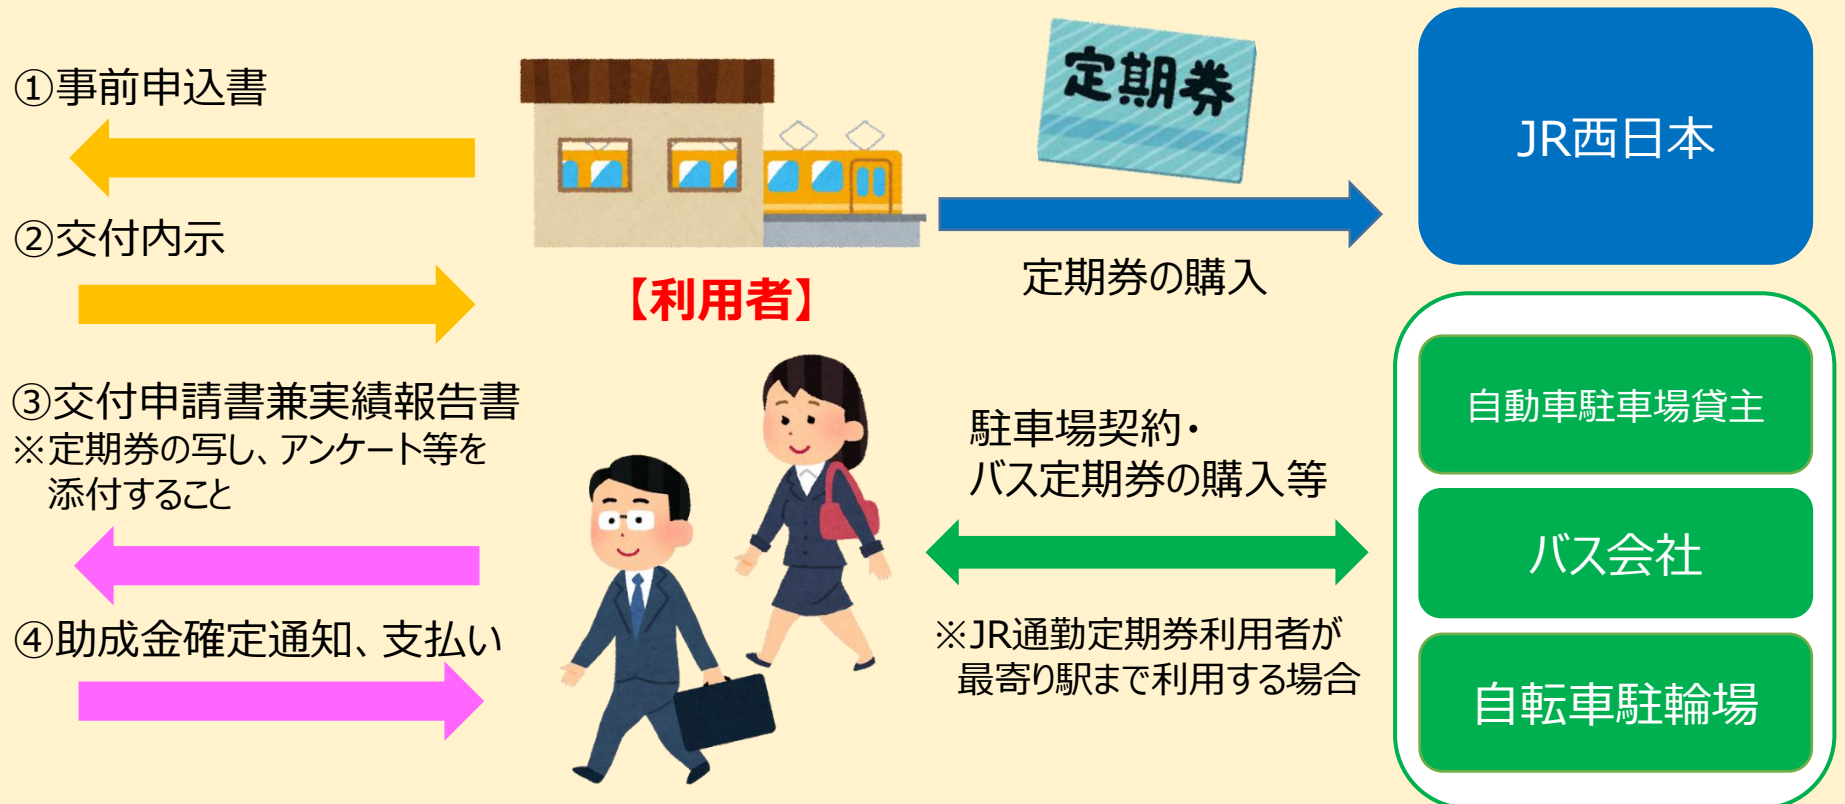 ①事前申込書
②交付内示
③交付申請書兼実績報告書
※定期券の写し、アンケート等を
添付すること
④助成金確定通知、支払い
【利用者】
定期券
定期券の購入
駐車場契約・
バス定期券の購入等
※JR通勤定期券利用者が
最寄り駅まで利用する場合
JR西日本
自動車駐車場貸主
バス会社
自転車駐輪場